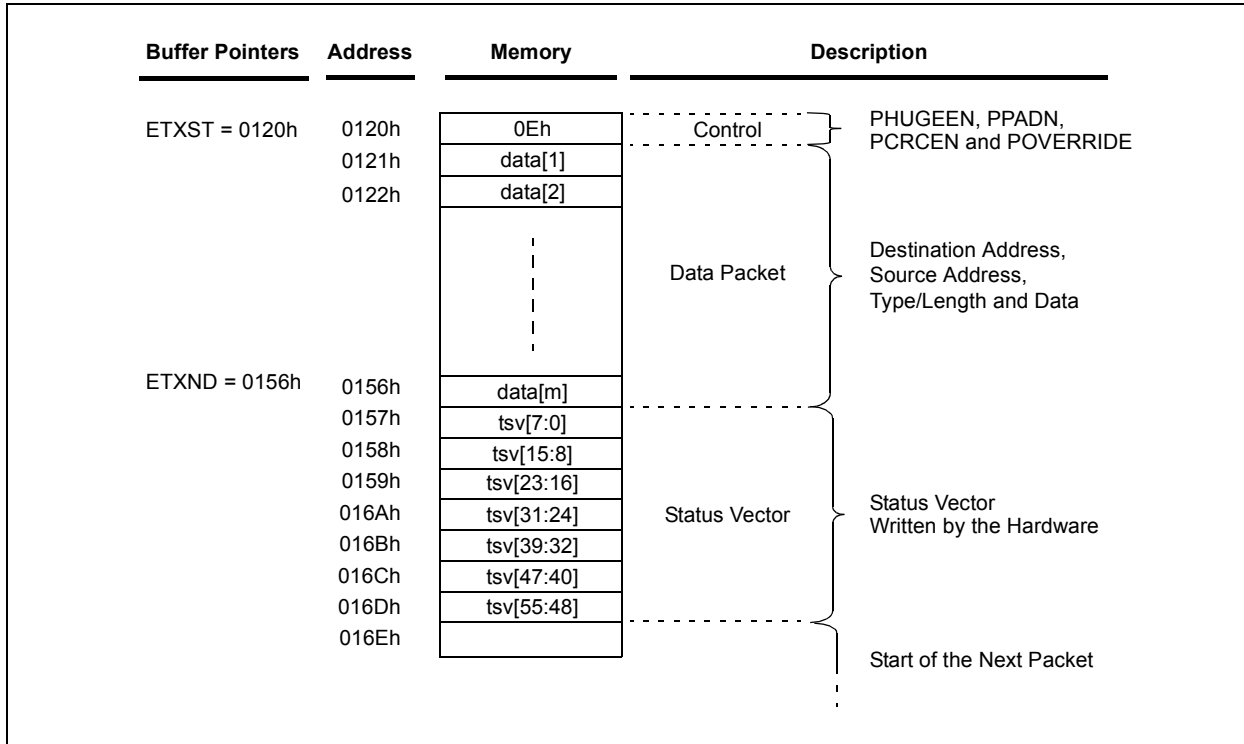 Buffer Pointers Address Memory Description
ETXST = 0120h 0120h 0Eh Control PHUGEEN, PPADN,
PCRCEN and POVERRIDE
0121h data[1]
0122h data[2]
Data Packet Destination Address,
Source Address,
Type/Length and Data
ETXND = 0156h 0156h data[m]
0157h tsv[7:0]
0158h tsv[15:8]
0159h tsv[23:16]
016Ah tsv[31:24] Status Vector Status Vector
Written by the Hardware
016Bh tsv[39:32]
016Ch tsv[47:40]
016Dh tsv[55:48]
016Eh
Start of the Next Packet